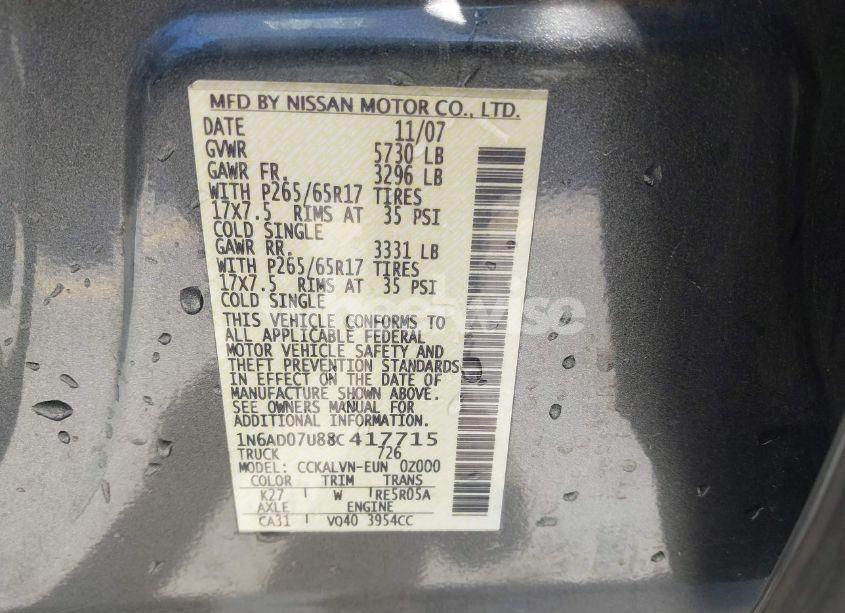 MFD BY NISSAN MOTOR CO., LTD.
DATE 11/07
GVWR 5730 LB
GAWR FR. 3296 LB
WITH P265/65R17 TIRES
17X7.5 RIMS AT 35 PSI
COLD SINGLE
GAWR RR. 3331 LB
WITH P265/65R17 TIRES
17X7.5 RIMS AT 35 PSI
COLD SINGLE
THIS VEHICLE CONFORMS TO
ALL APPLICABLE FEDERAL
MOTOR VEHICLE SAFETY AND
THEFT PREVENTION STANDARDS
IN EFFECT ON THE DATE OF
MANUFACTURE SHOWN ABOVE.
SEE OWNERS MANUAL FOR
ADDITIONAL INFORMATION.
1N6AD07U88C417715
TRUCK 726
MODEL: CCKALVN-EUN 0Z000
COLOR TRIM TRANS
K27 W RE5R05A
AXLE ENGINE
CA31 VQ40 3954CC